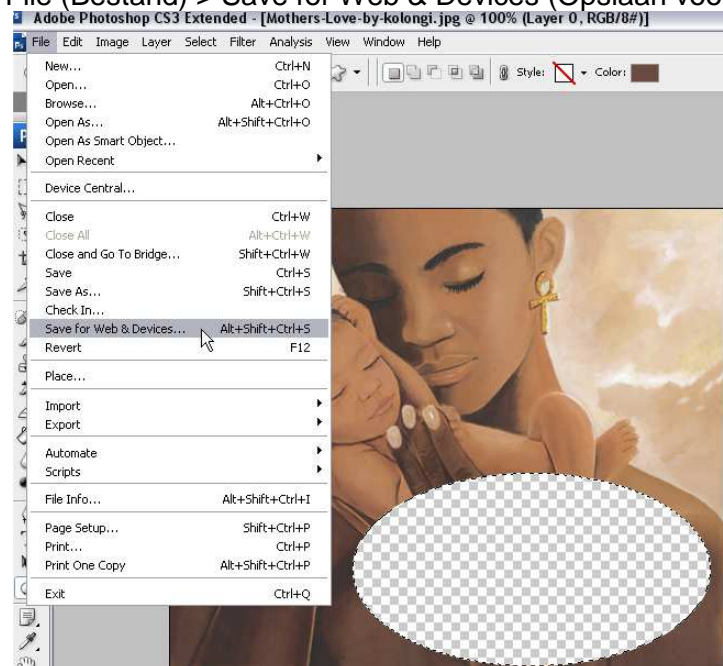 File (Bestand) > Save for Web & Devices (Opslaan voo
Adobe Photoshop CS3 Extended - [Mothers-Love-by-kolongi.jpg @ 100% (Layer 0, RGB/8#)]
File Edit Image Layer Select Filter Analysis View Window Help
Style: Color:
New... Ctrl+N
Open... Ctrl+O
Browse... Alt+Ctrl+O
Open As... Alt+Shift+Ctrl+O
Open As Smart Object...
Open Recent
Device Central...
Close Ctrl+W
Close All Alt+Ctrl+W
Close and Go To Bridge... Shift+Ctrl+W
Save Ctrl+S
Save As... Shift+Ctrl+S
Check In...
Save for Web & Devices... Alt+Shift+Ctrl+S
Revert F12
Place...
Import
Export
Automate
Scripts
File Info... Alt+Shift+Ctrl+I
Page Setup... Shift+Ctrl+P
Print... Ctrl+P
Print One Copy Alt+Shift+Ctrl+P
Exit Ctrl+Q